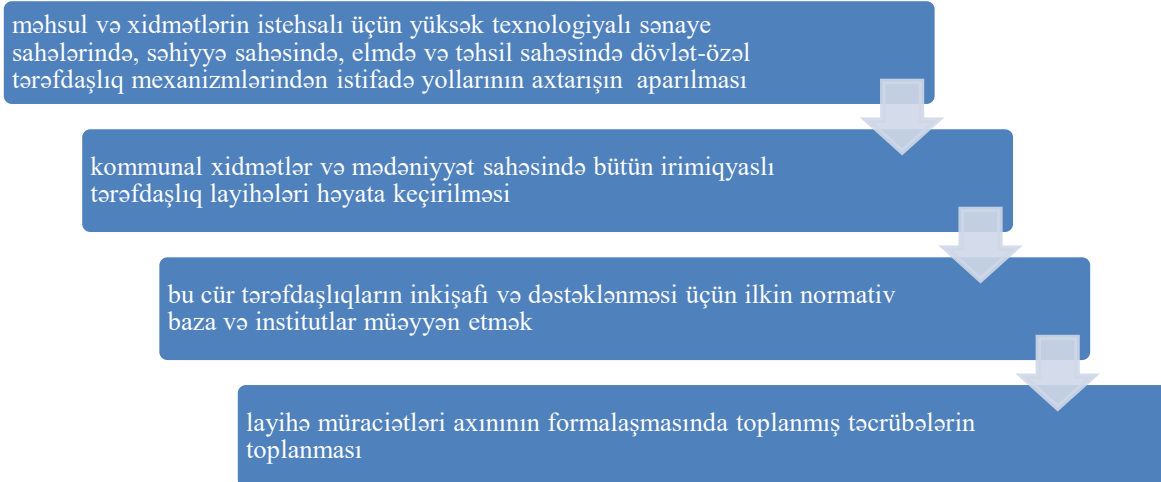 məhsul və xidmətlərin istehsalı üçün yüksək texnologiyalı sənaye
sahələrində, səhiyyə sahəsində, elmdə və təhsil sahəsində dövlət-özəl
tərəfdaşlıq mexanizmlərindən istifadə yollarının axtarışın aparılması
kommunal xidmətlər və mədəniyyət sahəsində bütün irimiqyaslı
tərəfdaşlıq layihələri həyata keçirilməsi
bu cür tərəfdaşlıqların inkişafı və dəstəklənməsi üçün ilkin normativ
baza və institutlar müəyyən etmək
layihə müraciətləri axınının formalaşmasında toplanmış təcrübələrin
toplanması